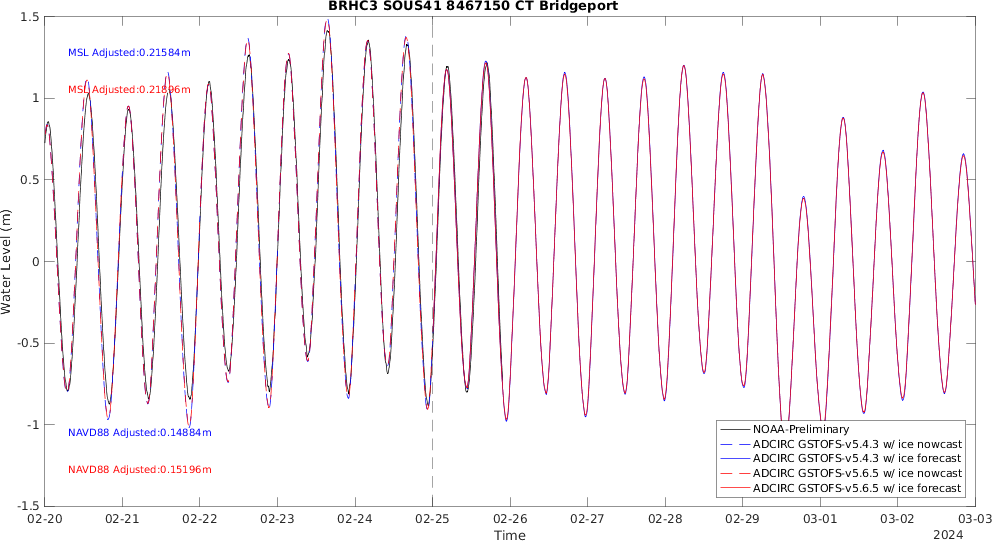 BRHC3 SOUS41 8467150 CT Bridgeport
1.5
MSL Adjusted:0.21584m
MSL Adjusted:0.21896m
1
0.5
0
-0.5
-1
-1.5
Water Level (m)
NAVD88 Adjusted:0.14884m
NAVD88 Adjusted:0.15196m
NOAA-Preliminary
ADCIRC GSTOFS-v5.4.3 w/ ice nowcast
ADCIRC GSTOFS-v5.4.3 w/ ice forecast
ADCIRC GSTOFS-v5.6.5 w/ ice nowcast
ADCIRC GSTOFS-v5.6.5 w/ ice forecast
02-20 02-21 02-22 02-23 02-24 02-25 02-26 02-27 02-28 02-29 03-01 03-02 03-03
Time
2024